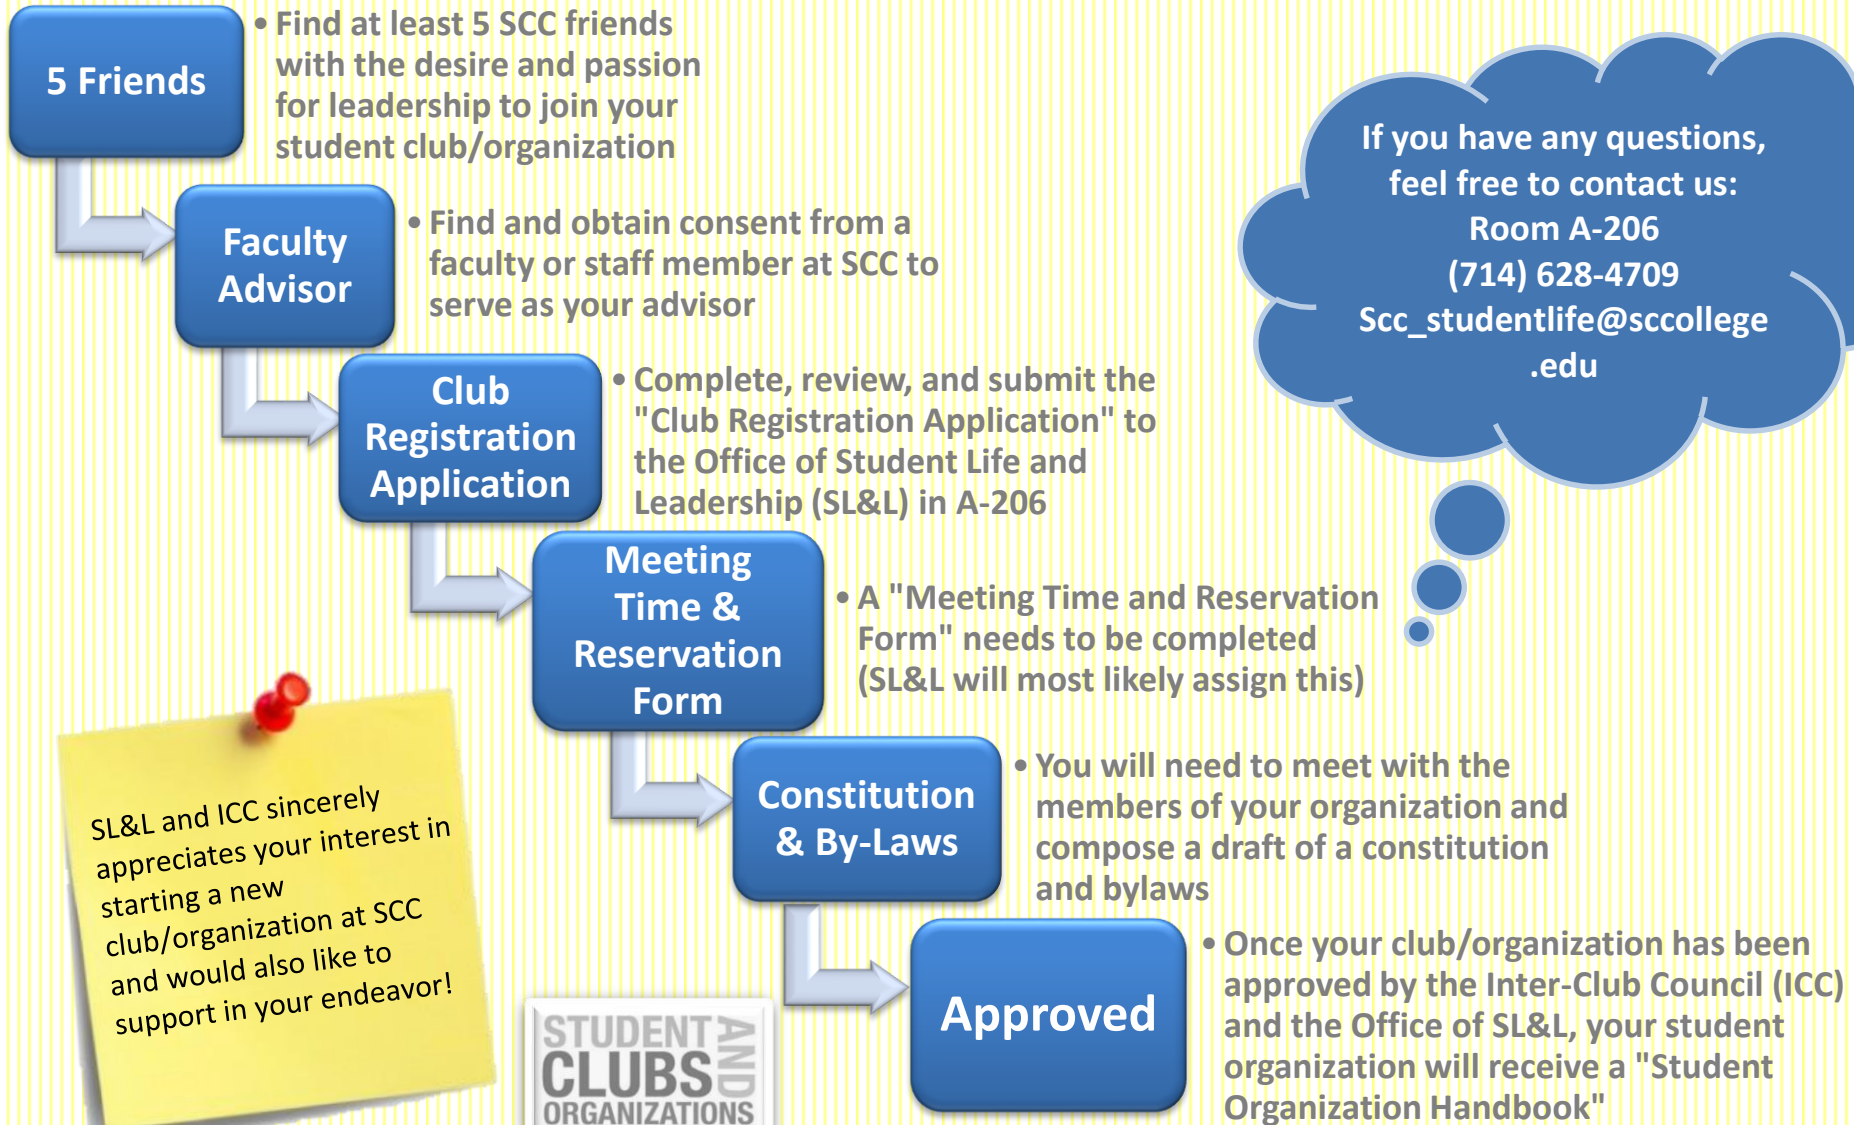 5 Friends
• Find at least 5 SCC friends
with the desire and passion
for leadership to join your
student club/organization
Faculty
Advisor
• Find and obtain consent from a
faculty or staff member at SCC to
serve as your advisor
Club
Registration
Application
• Complete, review, and submit the
"Club Registration Application" to
the Office of Student Life and
Leadership (SL&L) in A-206
Meeting
Time &
Reservation
Form
• A "Meeting Time and Reservation
Form" needs to be completed
(SL&L will most likely assign this)
Constitution
& By-Laws
• You will need to meet with the
members of your organization and
compose a draft of a constitution
and bylaws
Approved
• Once your club/organization has been
approved by the Inter-Club Council (ICC)
and the Office of SL&L, your student
organization will receive a "Student
Organization Handbook"
If you have any questions,
feel free to contact us:
Room A-206
(714) 628-4709
Scc_studentlife@sccollege
.edu
SL&L and ICC sincerely
appreciates your interest in
starting a new
club/organization at SCC
and would also like to
support in your endeavor!
STUDENT
AND
CLUBS
ORGANIZATIONS